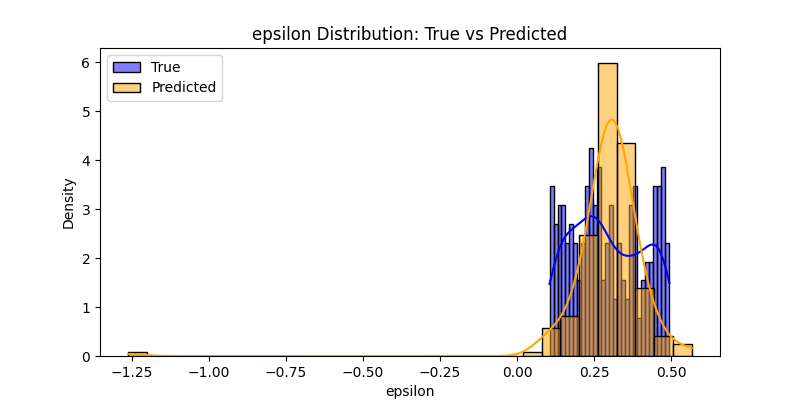 epsilon Distribution: True vs Predicted
True
Predicted
Density
6
5
4
3
2
1
0
−1.25 −1.00 −0.75 −0.50 −0.25 0.00 0.25 0.50
epsilon